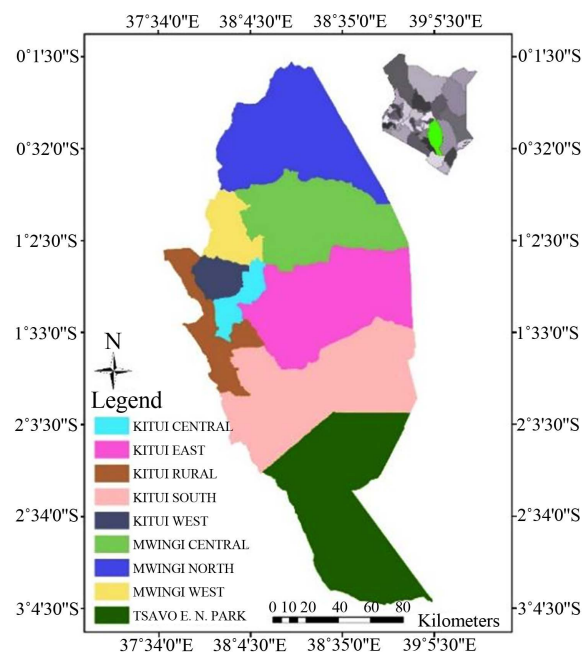 37°34'0"E 38°4'30"E 38°35'0"E 39°5'30"E
0°1'30"S 0°1'30"S
0°32'0"S 0°32'0"S
1°2'30"S 1°2'30"S
1°33'0"S 1°33'0"S
N
Legend
2°3'30"S 2°3'30"S
KITUI CENTRAL
KITUI EAST
KITUI RURAL
KITUI SOUTH
KITUI WEST
2°34'0"S 2°34'0"S
MWINGI CENTRAL
MWINGI NORTH
MWINGI WEST
TSAVO E. N. PARK
3°4'30"S 3°4'30"S
0 10 20 40 60 80
Kilometers
37°34'0"E 38°4'30"E 38°35'0"E 39°5'30"E